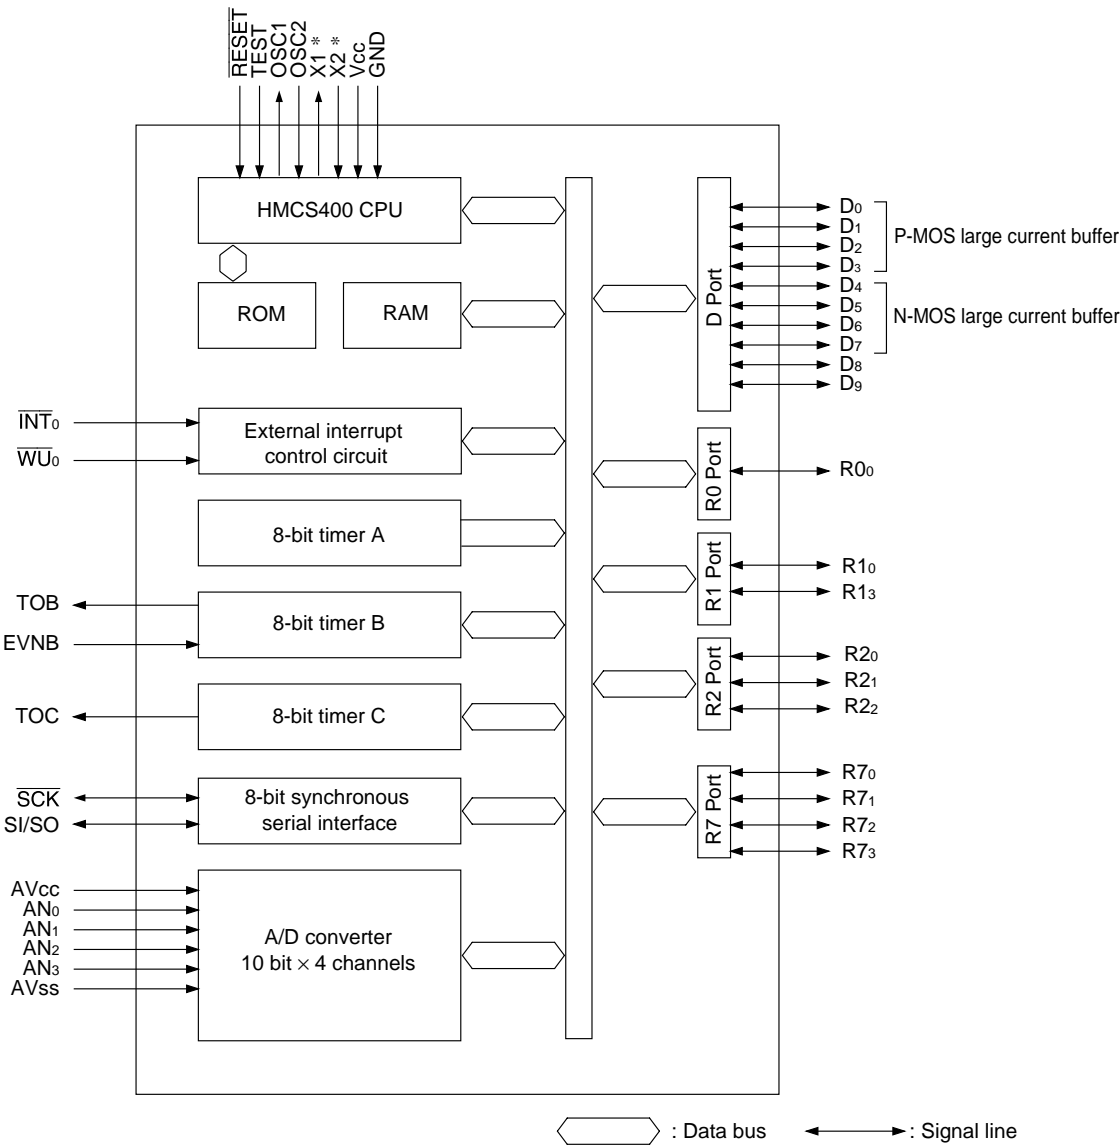 RESET
TEST
OSC1
OSC2
X1 *
X2 *
Vcc
GND
HMCS400 CPU
ROM
RAM
D Port
D0
D1
D2
D3
D4
D5
D6
D7
D8
D9
P-MOS large current buffer
N-MOS large current buffer
INT0
WU0
External interrupt
control circuit
R0 Port
R00
8-bit timer A
R1 Port
R10
R13
TOB
EVNB
8-bit timer B
R2 Port
R20
R21
R22
TOC
8-bit timer C
SCK
SI/SO
8-bit synchronous
serial interface
R7 Port
R70
R71
R72
R73
AVcc
AN0
AN1
AN2
AN3
AVss
A/D converter
10 bit × 4 channels
: Data bus
: Signal line